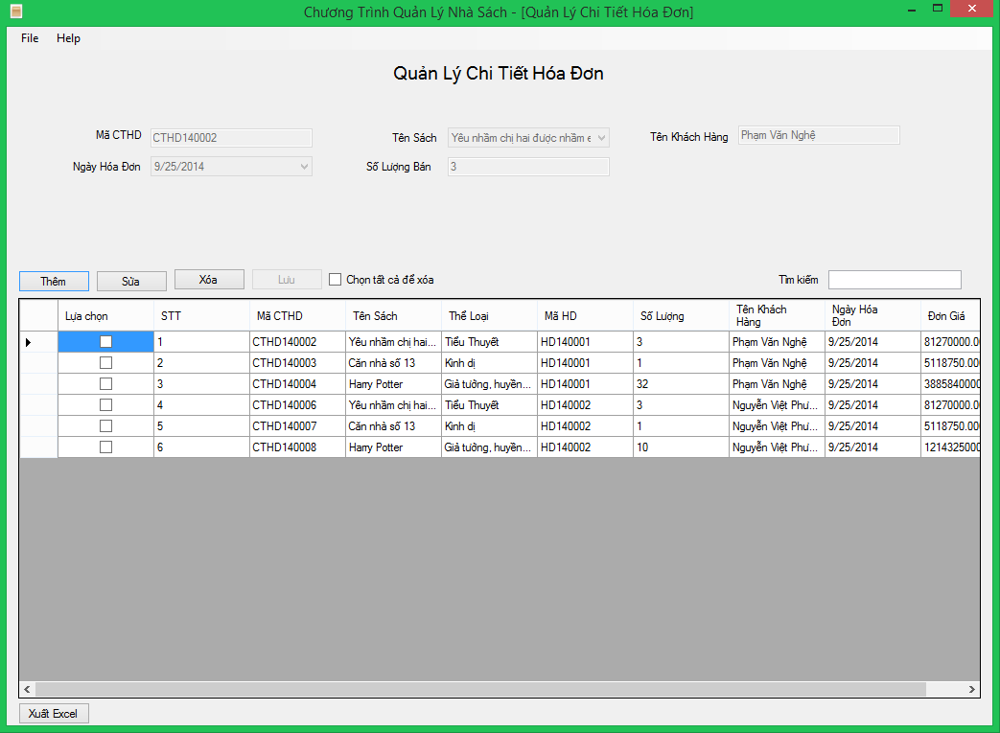 Chương Trình Quản Lý Nhà Sách - [Quản Lý Chi Tiết Hóa Đơn]
File Help
Quản Lý Chi Tiết Hóa Đơn
Mã CTHD CTHD140002 Tên Sách Yêu nhầm chị hai được nhầm e Tên Khách Hàng Phạm Văn Nghệ
Ngày Hóa Đơn 9/25/2014 Số Lượng Bán 3
Thêm Sửa Xóa Lưu Chọn tất cả để xóa Tìm kiếm
Lựa chọn STT Mã CTHD Tên Sách Thể Loại Mã HD Số Lượng Tên Khách Hàng Ngày Hóa Đơn Đơn Giá
1 CTHD140002 Yêu nhầm chị hai... Tiểu Thuyết HD140001 3 Phạm Văn Nghệ 9/25/2014 81270000.00
2 CTHD140003 Căn nhà số 13 Kinh dị HD140001 1 Phạm Văn Nghệ 9/25/2014 5118750.000
3 CTHD140004 Harry Potter Giả tưởng, huyền... HD140001 32 Phạm Văn Nghệ 9/25/2014 3885840000
4 CTHD140006 Yêu nhầm chị hai... Tiểu Thuyết HD140002 3 Nguyễn Việt Phư... 9/25/2014 81270000.00
5 CTHD140007 Căn nhà số 13 Kinh dị HD140002 1 Nguyễn Việt Phư... 9/25/2014 5118750.000
6 CTHD140008 Harry Potter Giả tưởng, huyền... HD140002 10 Nguyễn Việt Phư... 9/25/2014 1214325000
Xuất Excel